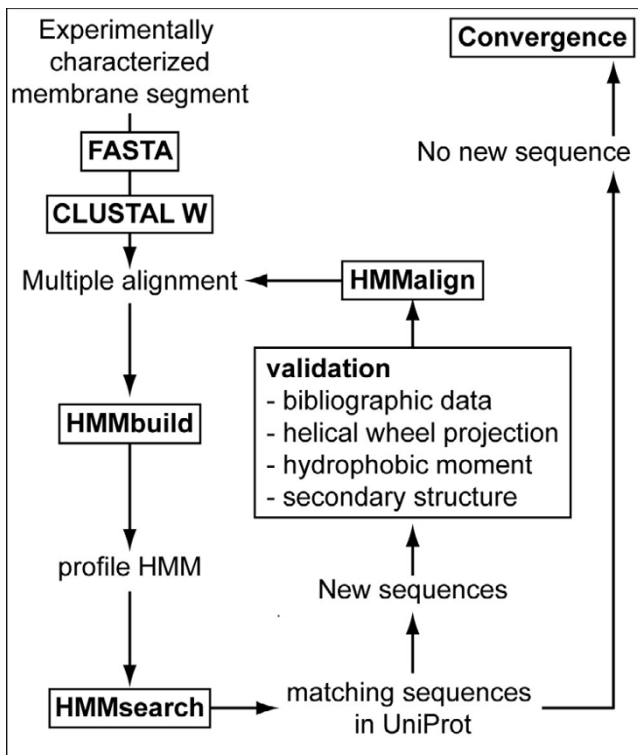 Experimentally
characterized
membrane segment
FASTA
CLUSTAL W
Multiple alignment
HMMbuild
profile HMM
HMMsearch
matching sequences
in UniProt
New sequences
validation
- bibliographic data
- helical wheel projection
- hydrophobic moment
- secondary structure
HMMalign
No new sequence
Convergence